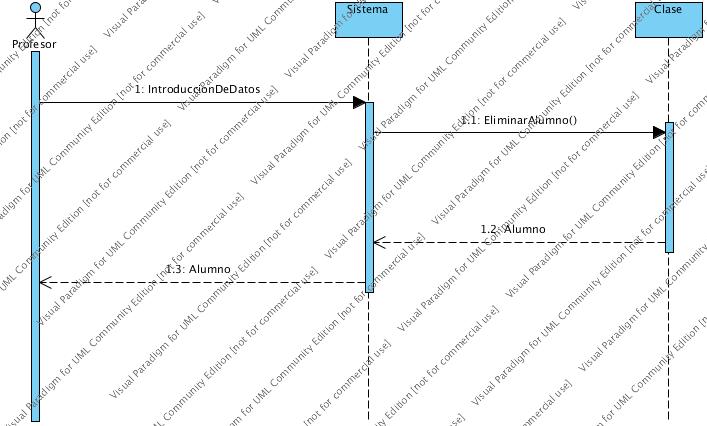 Sistema
Clase
Profesor
1: IntroduccionDeDatos
1.1: EliminarAlumno()
1.2: Alumno
1.3: Alumno
Visual Paradigm for UML Community Edition [not for commercial use]